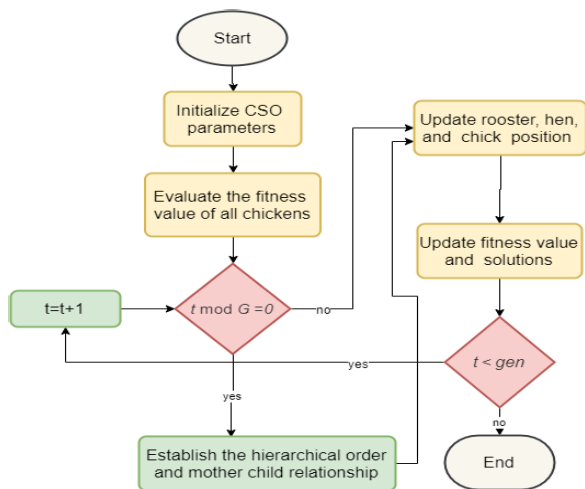 Start
Initialize CSO
parameters
Evaluate the fitness
value of all chickens
t mod G =0
no
yes
t=t+1
Establish the hierarchical order
and mother child relationship
Update rooster, hen,
and chick position
Update fitness value
and solutions
t < gen
yes
no
End